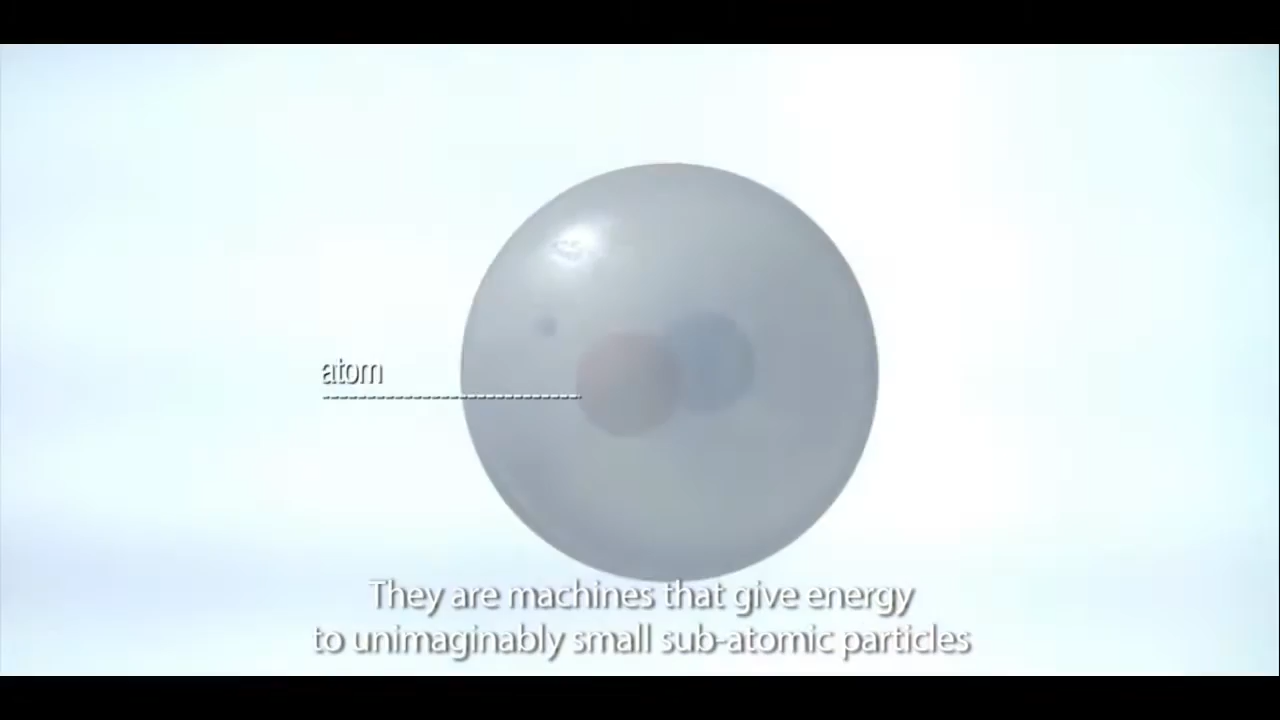 atom
They are machines that give energy
to unimaginably small sub-atomic particles